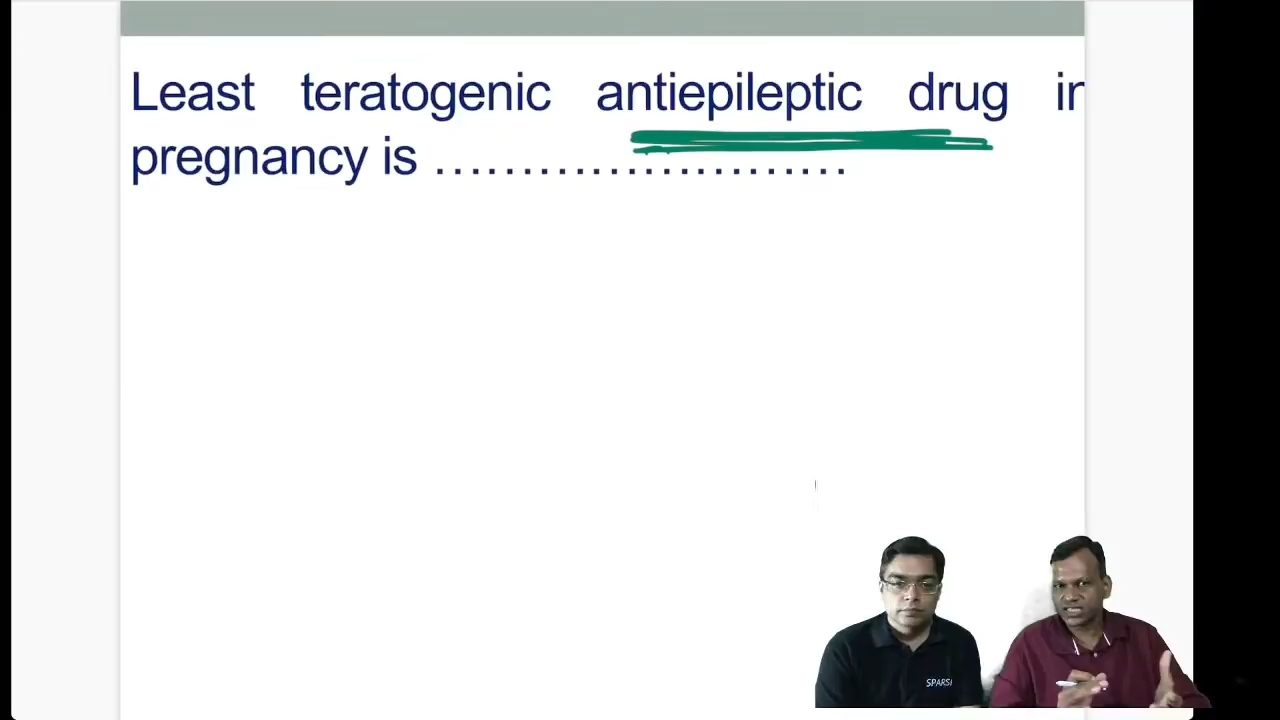 Least teratogenic antiepileptic drug in
pregnancy is ........................
SPARSH